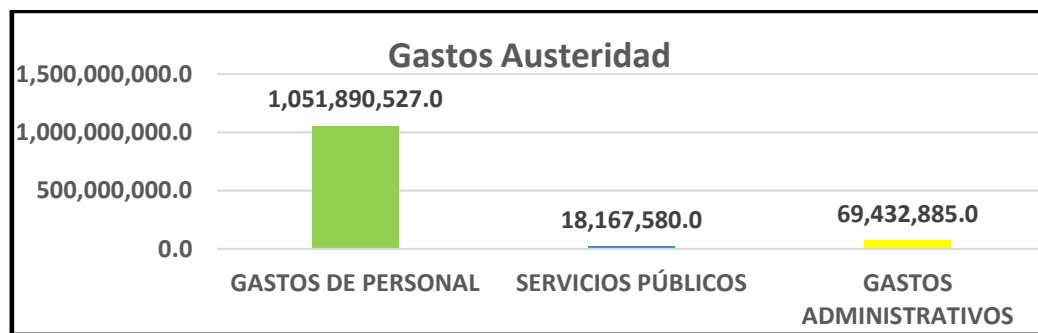 Gastos Austeridad
1,500,000,000.0
1,000,000,000.0
500,000,000.0
0.0
1,051,890,527.0
18,167,580.0
69,432,885.0
GASTOS DE PERSONAL
SERVICIOS PÚBLICOS
GASTOS
ADMINISTRATIVOS